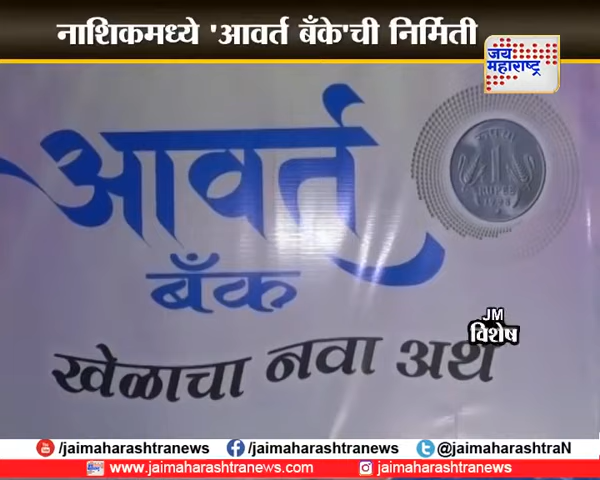 नाशिकमध्ये 'आवर्त बँके'ची निर्मिती
जय
महाराष्ट्र
आवर्त
बँक
खेळाचा नवा अर्थ
JM
विशेष
/jaimaharashtranews /jaimaharashtranews @jaimaharashtraN
www.jaimaharashtranews.com jaimaharashtranews